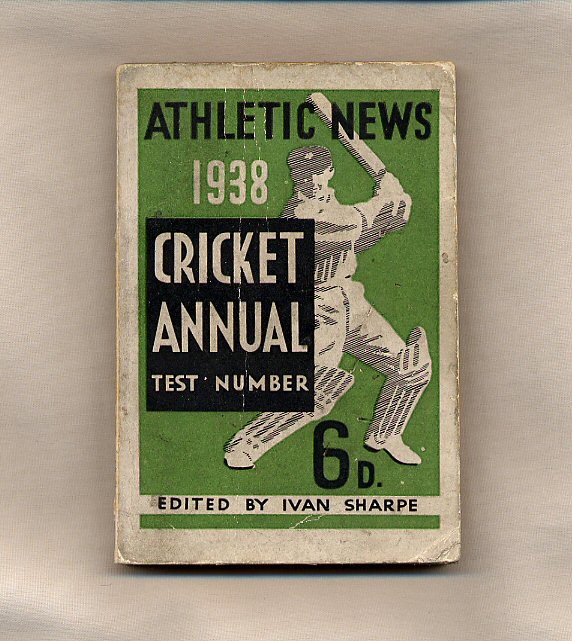 ATHLETIC NEWS
1938
CRICKET
ANNUAL
TEST NUMBER
6D.
EDITED BY IVAN SHARPE